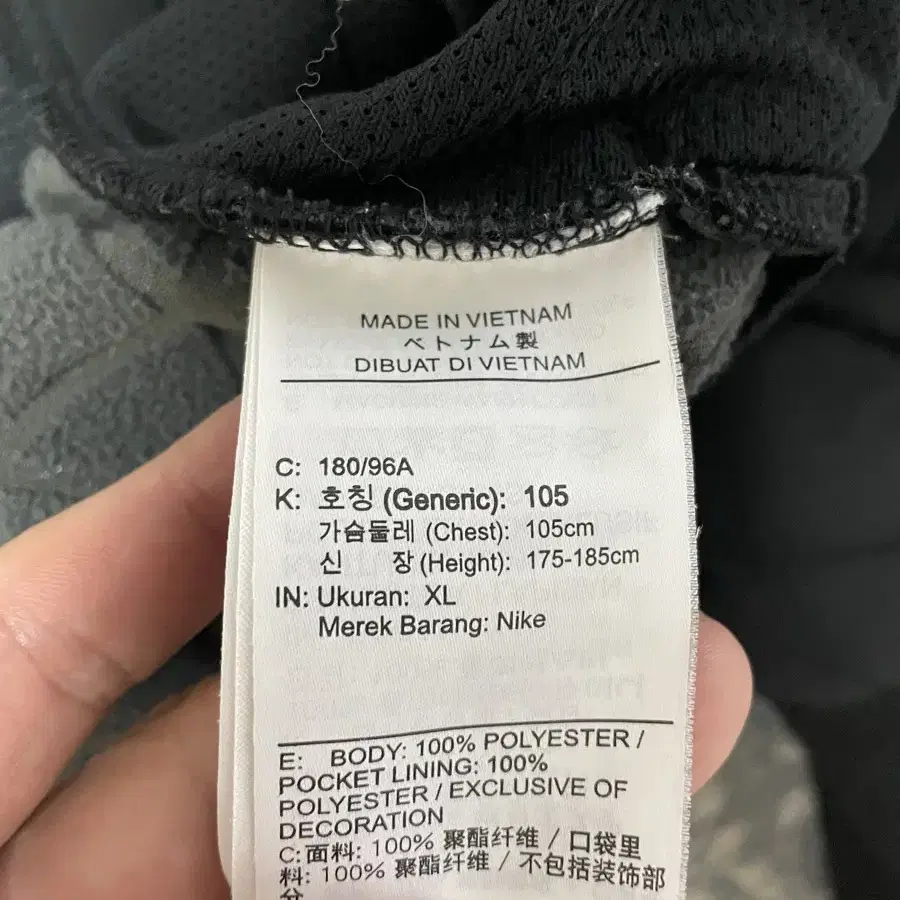 MADE IN VIETNAM
ベトナム製
DIBUAT DI VIETNAM
C: 180/96A
K: 호칭 (Generic): 105
가슴둘레 (Chest): 105cm
신 장 (Height): 175-185cm
IN: Ukuran: XL
Merek Barang: Nike
E: BODY: 100% POLYESTER /
POCKET LINING: 100%
POLYESTER / EXCLUSIVE OF
DECORATION
C: 面料: 100% 聚酯纤维 / 口袋里
料: 100% 聚酯纤维 / 不包括装饰部